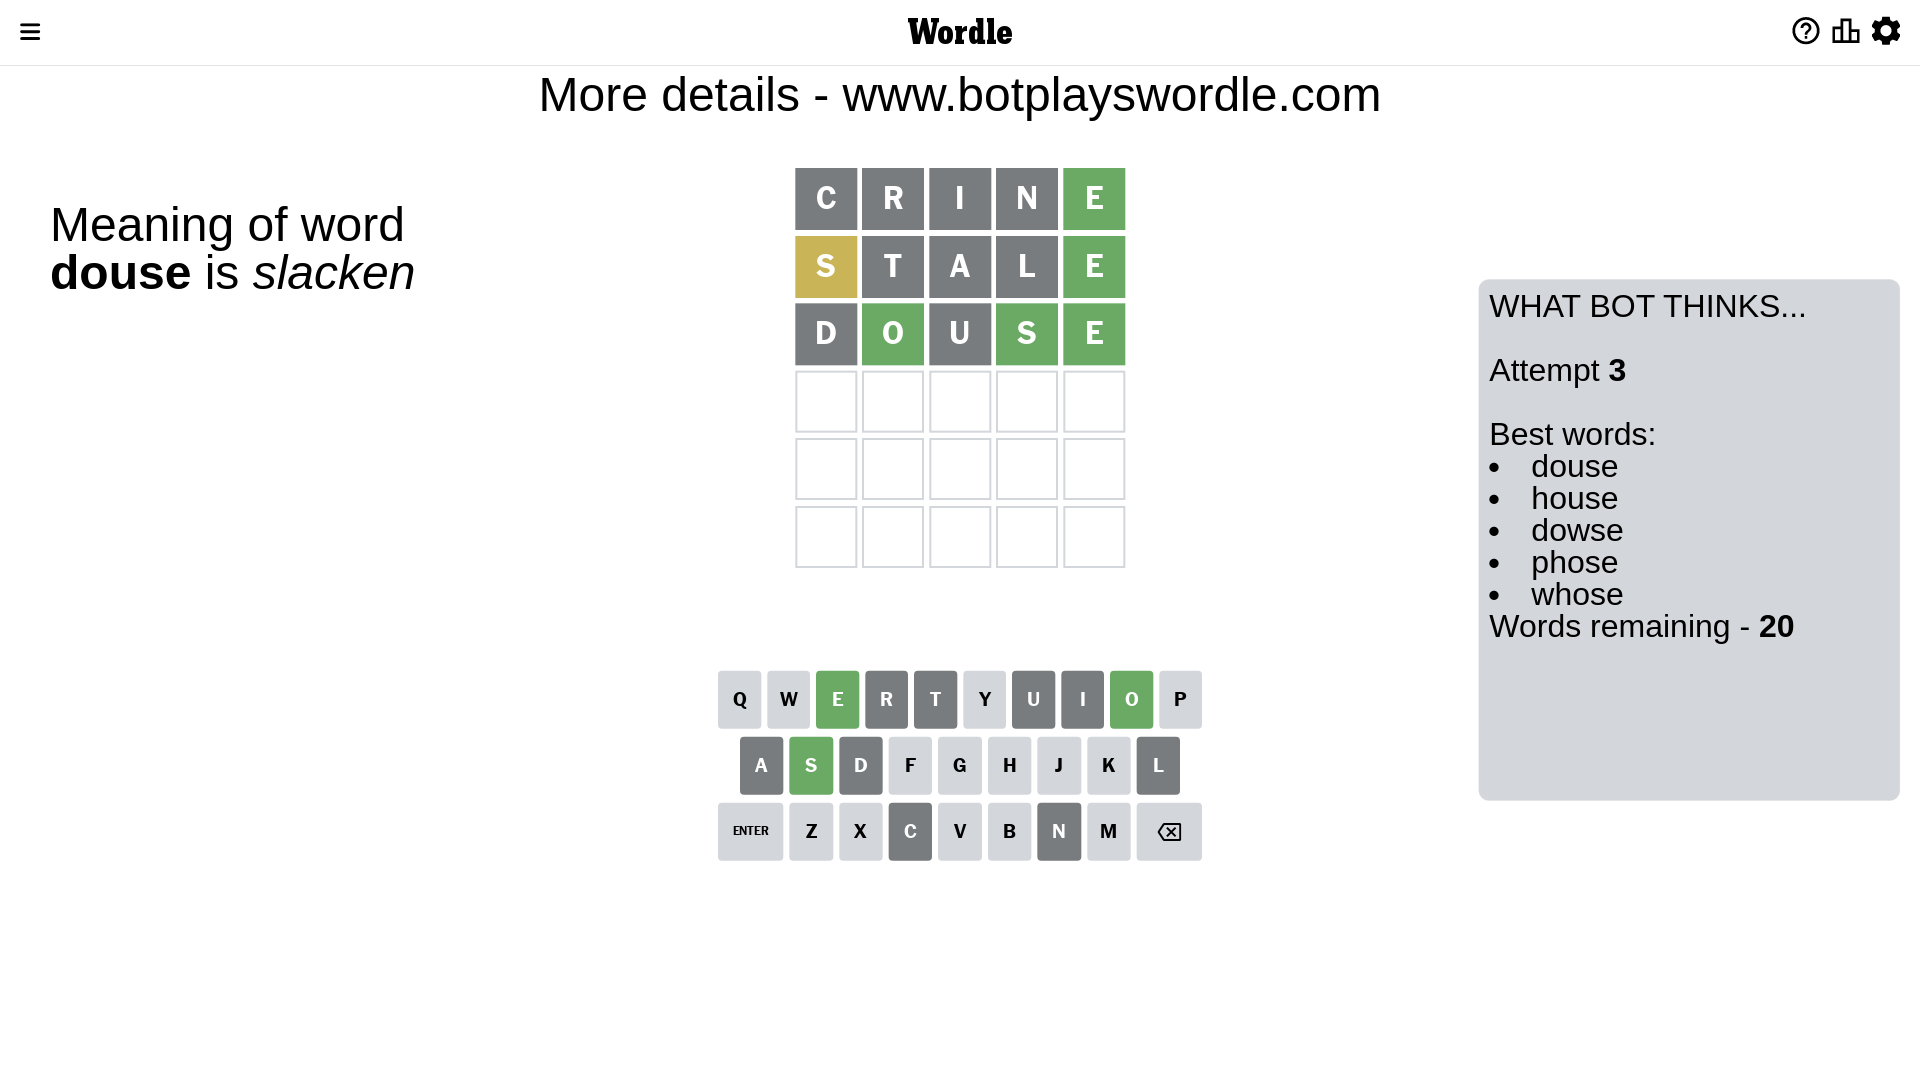 Wordle
More details - www.botplayswordle.com
Meaning of word
douse is slacken
C R I N E
S T A L E
D O U S E
WHAT BOT THINKS...
Attempt 3
Best words:
• douse
• house
• dowse
• phose
• whose
Words remaining - 20
Q W E R T Y U I O P
A S D F G H J K L
ENTER Z X C V B N M